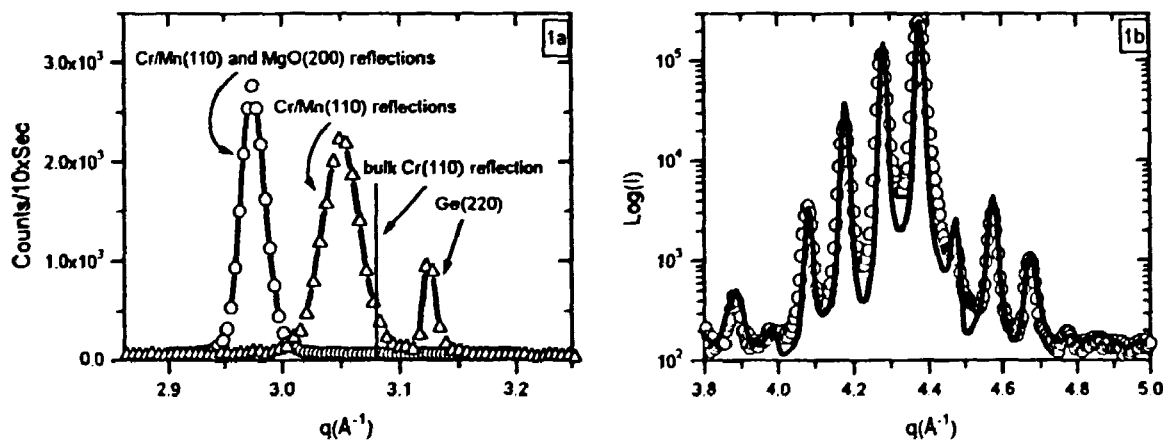 1a
Cr/Mn(110) and MgO(200) reflections
Cr/Mn(110) reflections
bulk Cr(110) reflection
Ge(220)
Counts/10xSec
3.0x10³
2.0x10³
1.0x10³
0.0
2.9
3.0
3.1
3.2
q(Å⁻¹)
1b
Log(I)
10⁵
10⁴
10³
10²
3.8
4.0
4.2
4.4
4.6
4.8
5.0
q(Å⁻¹)